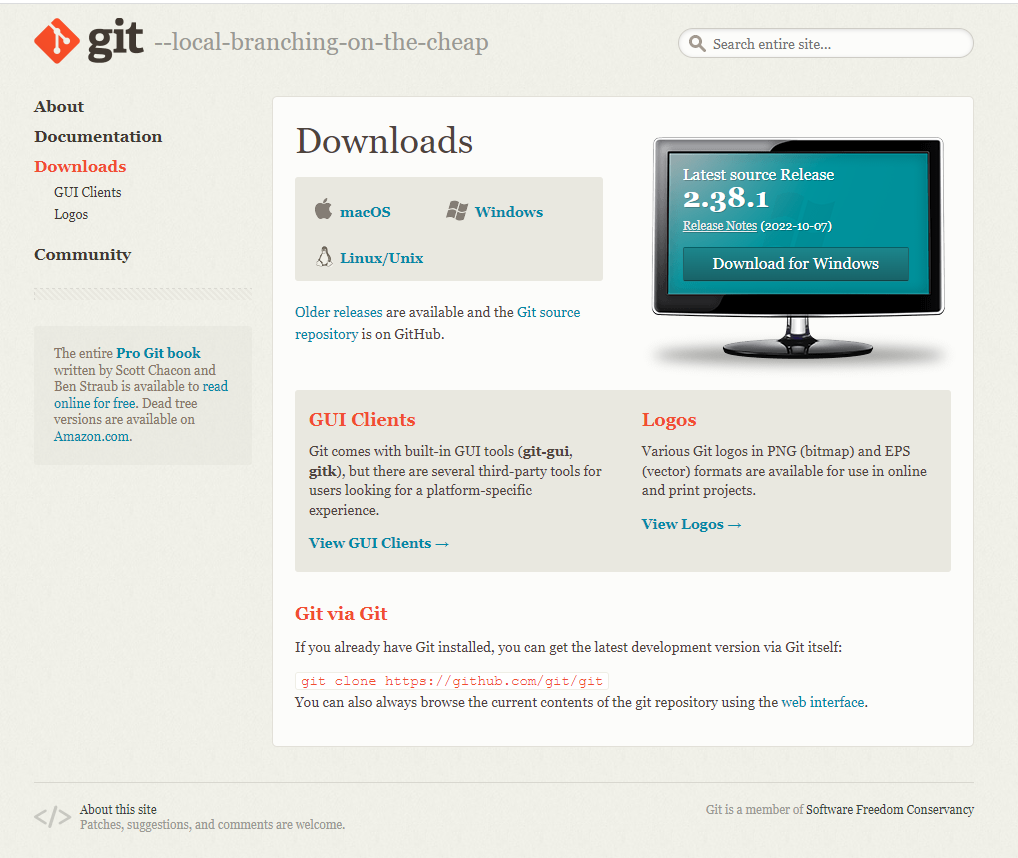 git --local-branching-on-the-cheap
Search entire site...
About
Documentation
Downloads
GUI Clients
Logos
Community
The entire Pro Git book
written by Scott Chacon and
Ben Straub is available to read
online for free. Dead tree
versions are available on
Amazon.com.
Downloads
macOS
Windows
Linux/Unix
Older releases are available and the Git source
repository is on GitHub.
Latest source Release
2.38.1
Release Notes (2022-10-07)
Download for Windows
GUI Clients
Git comes with built-in GUI tools (git-gui,
gitk), but there are several third-party tools for
users looking for a platform-specific
experience.
View GUI Clients →
Logos
Various Git logos in PNG (bitmap) and EPS
(vector) formats are available for use in online
and print projects.
View Logos →
Git via Git
If you already have Git installed, you can get the latest development version via Git itself:
git clone https://github.com/git/git
You can also always browse the current contents of the git repository using the web interface.
</> About this site
Patches, suggestions, and comments are welcome.
Git is a member of Software Freedom Conservancy